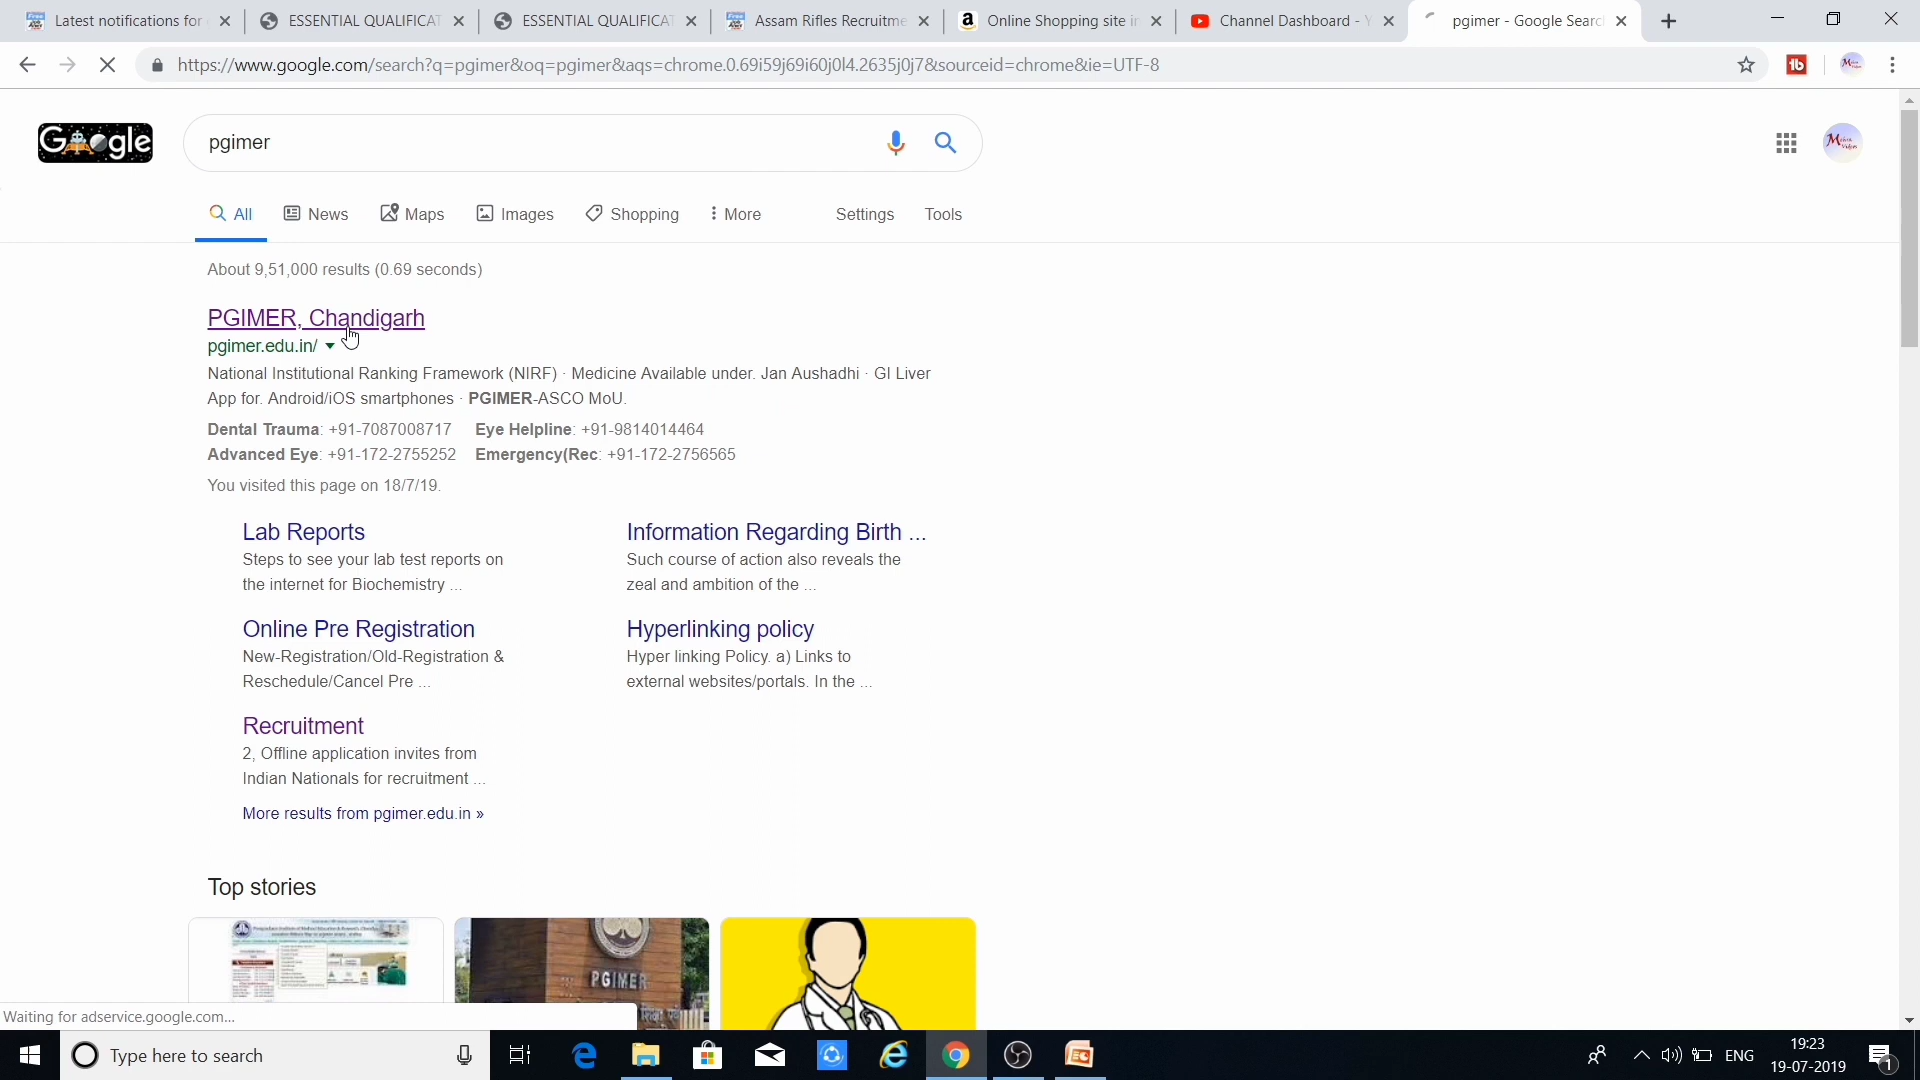 Latest notifications for
ESSENTIAL QUALIFICAT
ESSENTIAL QUALIFICAT
Assam Rifles Recruitme
Online Shopping site in
Channel Dashboard - Y
pgimer - Google Searc
https://www.google.com/search?q=pgimer&oq=pgimer&aqs=chrome.0.69i59j69i60j0l4.2635j0j7&sourceid=chrome&ie=UTF-8
Google
pgimer
All
News
Maps
Images
Shopping
More
Settings
Tools
About 9,51,000 results (0.69 seconds)
PGIMER, Chandigarh
pgimer.edu.in/
National Institutional Ranking Framework (NIRF) · Medicine Available under. Jan Aushadhi · GI Liver
App for. Android/iOS smartphones · PGIMER-ASCO MoU.
Dental Trauma: +91-7087008717 Eye Helpline: +91-9814014464
Advanced Eye: +91-172-2755252 Emergency(Rec: +91-172-2756565
You visited this page on 18/7/19.
Lab Reports
Steps to see your lab test reports on
the internet for Biochemistry ...
Information Regarding Birth ...
Such course of action also reveals the
zeal and ambition of the ...
Online Pre Registration
New-Registration/Old-Registration &
Reschedule/Cancel Pre ...
Hyperlinking policy
Hyper linking Policy. a) Links to
external websites/portals. In the ...
Recruitment
2, Offline application invites from
Indian Nationals for recruitment ...
More results from pgimer.edu.in »
Top stories
PGIMER
Waiting for adservice.google.com...
Type here to search
ENG
19:23
19-07-2019
1